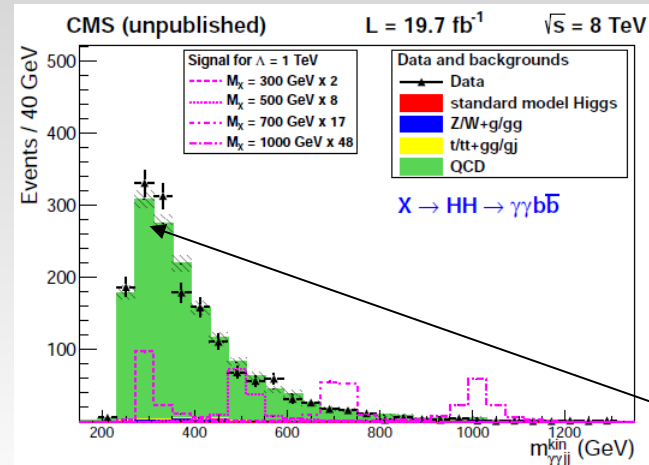 CMS (unpublished) L = 19.7 fb⁻¹ √s = 8 TeV
Events / 40 GeV
500
400
300
200
100
Signal for Λ = 1 TeV
Mₓ = 300 GeV x 2
Mₓ = 500 GeV x 8
Mₓ = 700 GeV x 17
Mₓ = 1000 GeV x 48
Data and backgrounds
Data
standard model Higgs
Z/W+g/gg
t/tt+gg/gj
QCD
X → HH → γγbb̅
200 400 600 800 1000 1200
m^kin_γγjj (GeV)